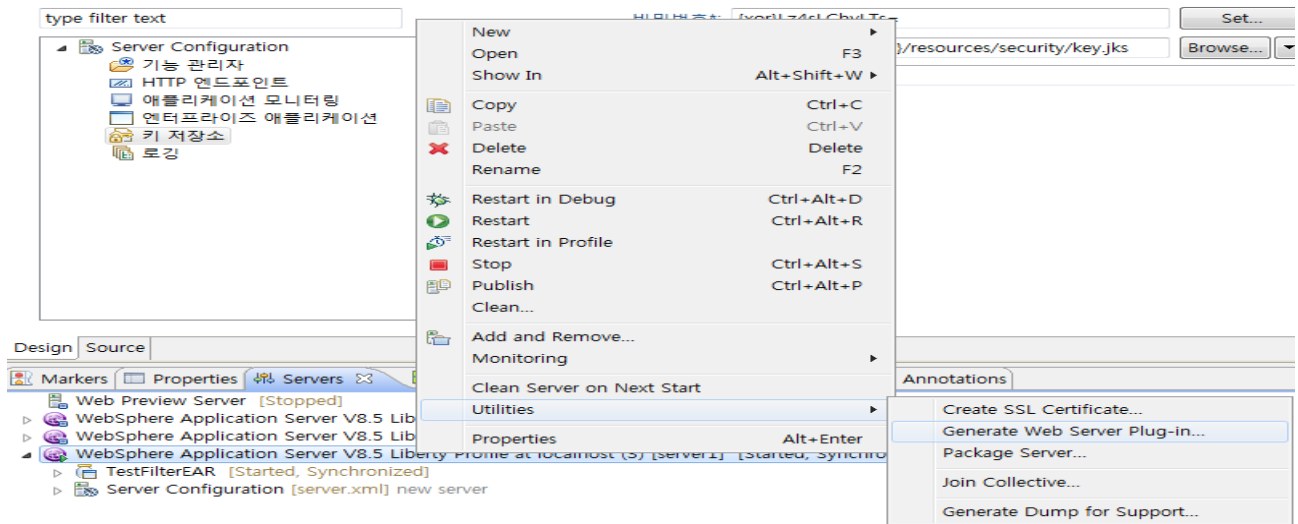 type filter text
Set...
Server Configuration
기능 관리자
HTTP 엔드포인트
애플리케이션 모니터링
엔터프라이즈 애플리케이션
키 저장소
로깅
}/resources/security/key.jks
Browse...
New
Open F3
Show In Alt+Shift+W
Copy Ctrl+C
Paste Ctrl+V
Delete Delete
Rename F2
Restart in Debug Ctrl+Alt+D
Restart Ctrl+Alt+R
Restart in Profile
Stop Ctrl+Alt+S
Publish Ctrl+Alt+P
Clean...
Add and Remove...
Monitoring
Clean Server on Next Start
Utilities
Properties Alt+Enter
Create SSL Certificate...
Generate Web Server Plug-in...
Package Server...
Join Collective...
Generate Dump for Support...
Design Source
Markers Properties Servers Annotations
Web Preview Server [Stopped]
WebSphere Application Server V8.5 Lib
WebSphere Application Server V8.5 Lib
WebSphere Application Server V8.5 Liberty Profile at localhost (3) [server1] [Started, Synchro
TestFilterEAR [Started, Synchronized]
Server Configuration [server.xml] new server